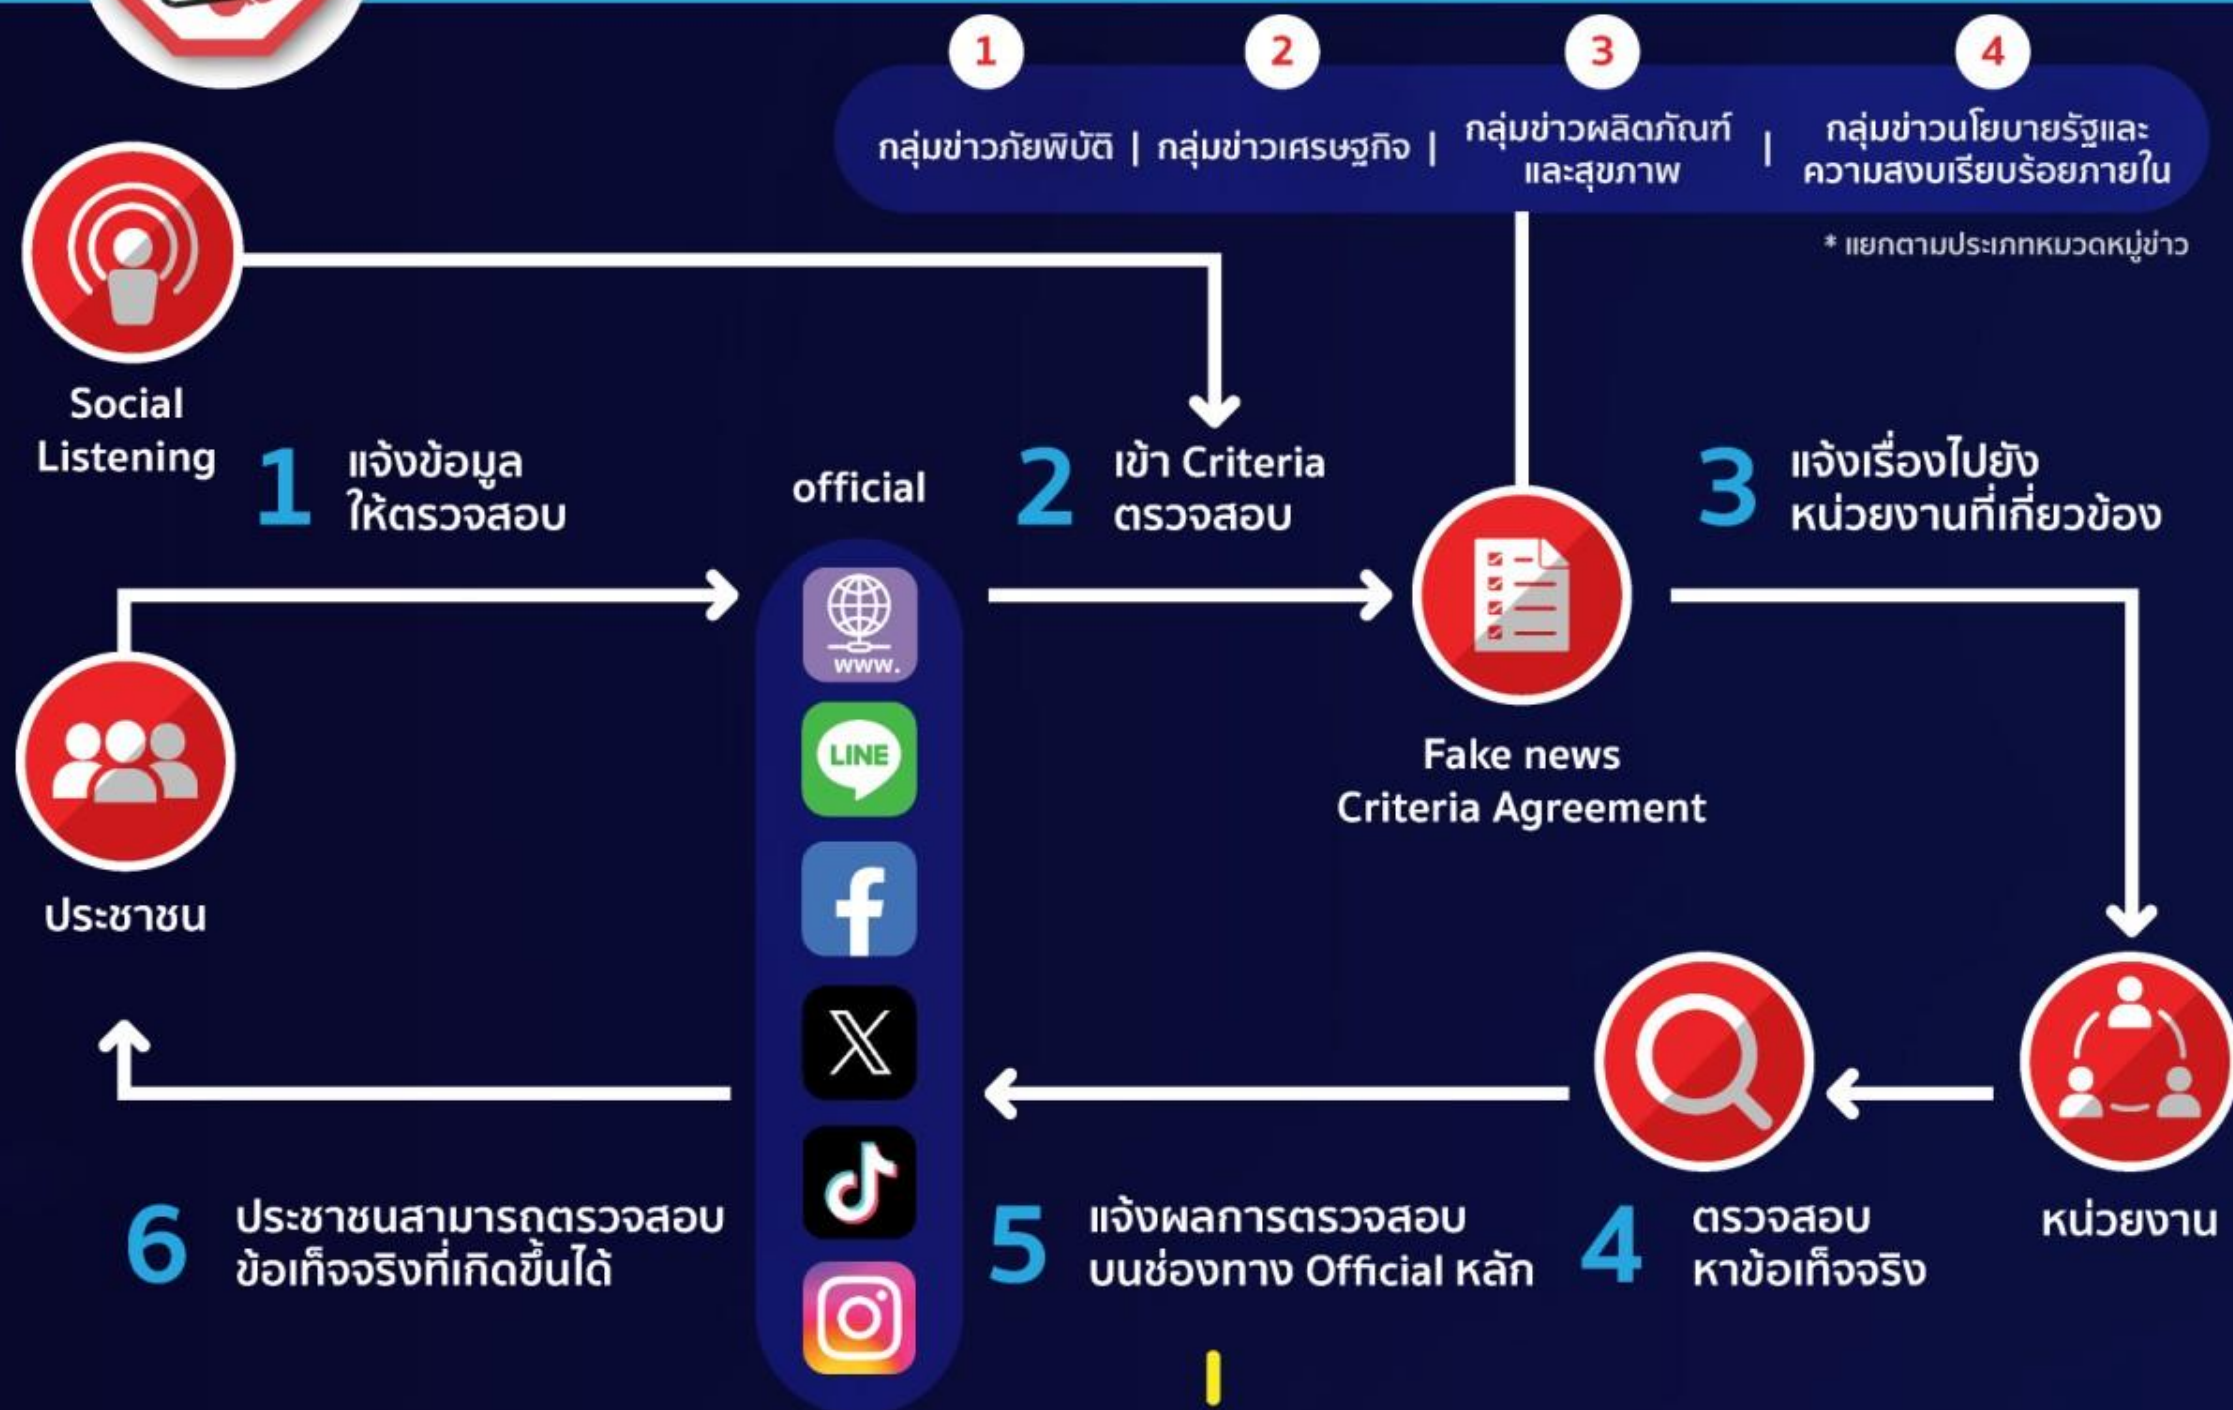 1
2
3
4
กลุ่มข่าวภัยพิบัติ | กลุ่มข่าวเศรษฐกิจ | กลุ่มข่าวผลิตภัณฑ์ | กลุ่มข่าวนโยบายรัฐและ
และสุขภาพ
ความสงบเรียบร้อยภายใน
* แยกตามประเภทหมวดหมู่ข่าว
Social
Listening
1
แจ้งข้อมูล
ให้ตรวจสอบ
official
2
เข้า Criteria
ตรวจสอบ
3
แจ้งเรื่องไปยัง
หน่วยงานที่เกี่ยวข้อง
www.
LINE
Fake news
Criteria Agreement
ประชาชน
6
ประชาชนสามารถตรวจสอบ
ข้อเท็จจริงที่เกิดขึ้นได้
5
แจ้งผลการตรวจสอบ
บนช่องทาง Official หลัก
4
ตรวจสอบ
หาข้อเท็จจริง
หน่วยงาน